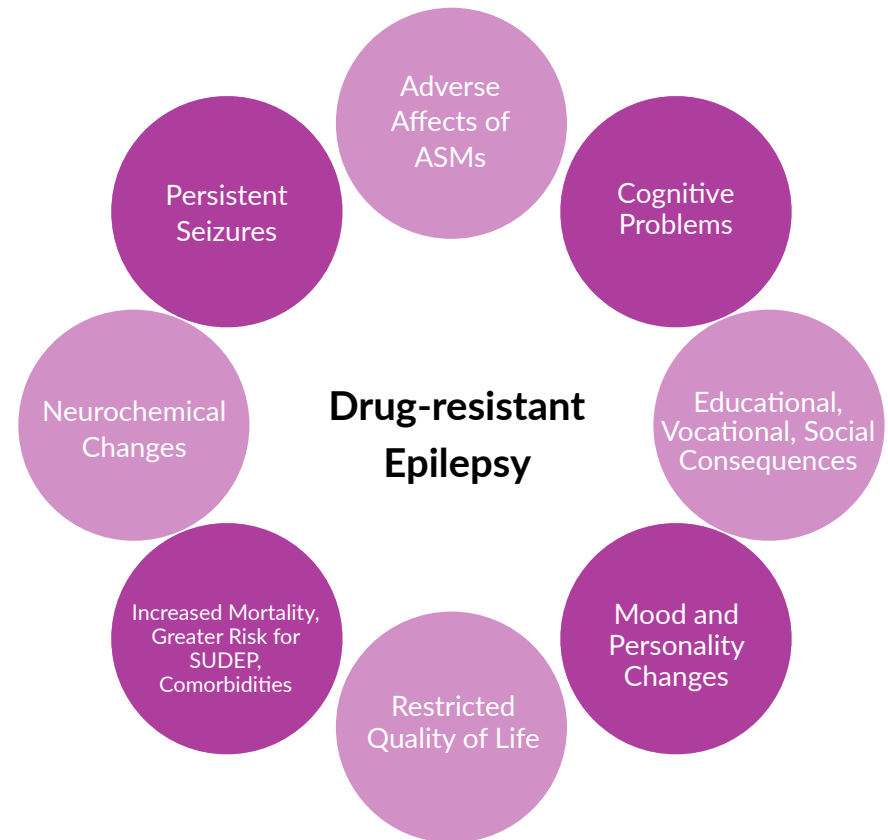 Adverse
Affects of
ASMs
Cognitive
Problems
Educational,
Vocational, Social
Consequences
Mood and
Personality
Changes
Restricted
Quality of Life
Increased Mortality,
Greater Risk for
SUDEP,
Comorbidities
Neurochemical
Changes
Persistent
Seizures
Drug-resistant
Epilepsy